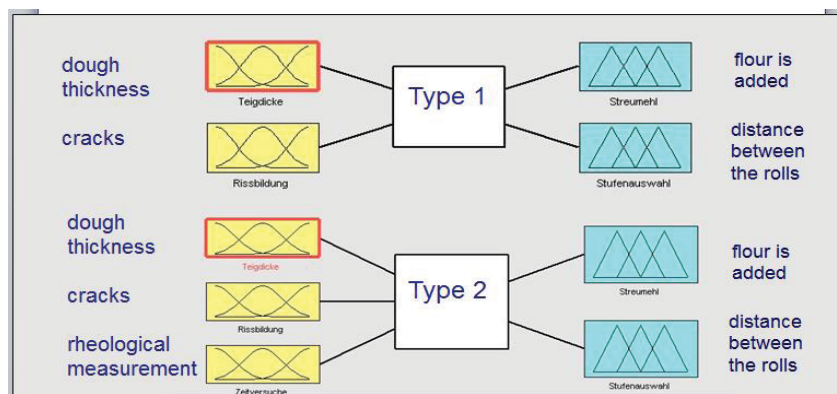 dough
thickness
Teigdicke
Type 1
Streumehl
flour is
added
cracks
Rissbildung
Stufenauswahl
distance
between
the rolls
dough
thickness
Teigdicke
Type 2
Streumehl
flour is
added
cracks
Rissbildung
rheological
measurement
Zeitversuche
Stufenauswahl
distance
between
the rolls